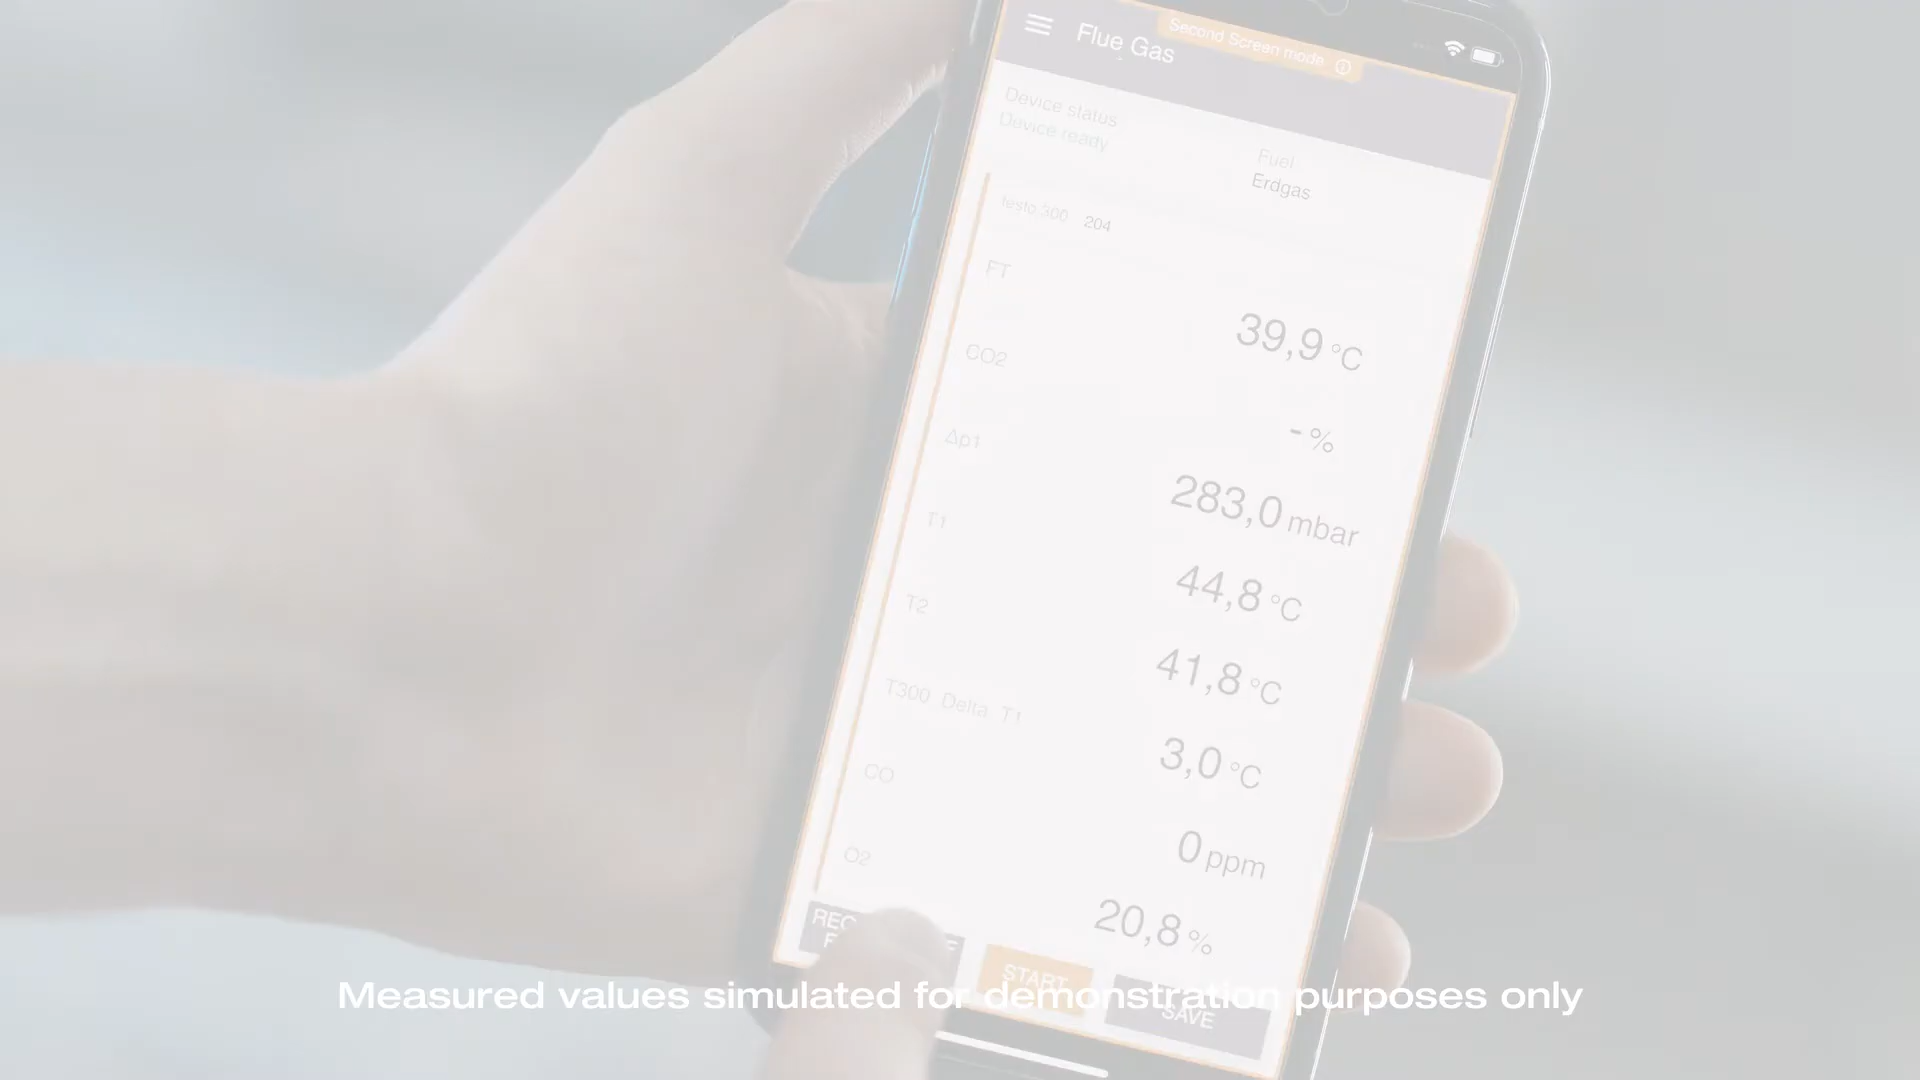 Flue Gas
Second Screen mode
Device status
Device ready
Fuel
Erdgas
testo 300 204
FT
39,9 °C
CO2
- %
Δp1
283,0 mbar
T1
44,8 °C
T2
41,8 °C
T300 Delta T1
3,0 °C
CO
0 ppm
O2
20,8 %
START
SAVE
Measured values simulated for demonstration purposes only